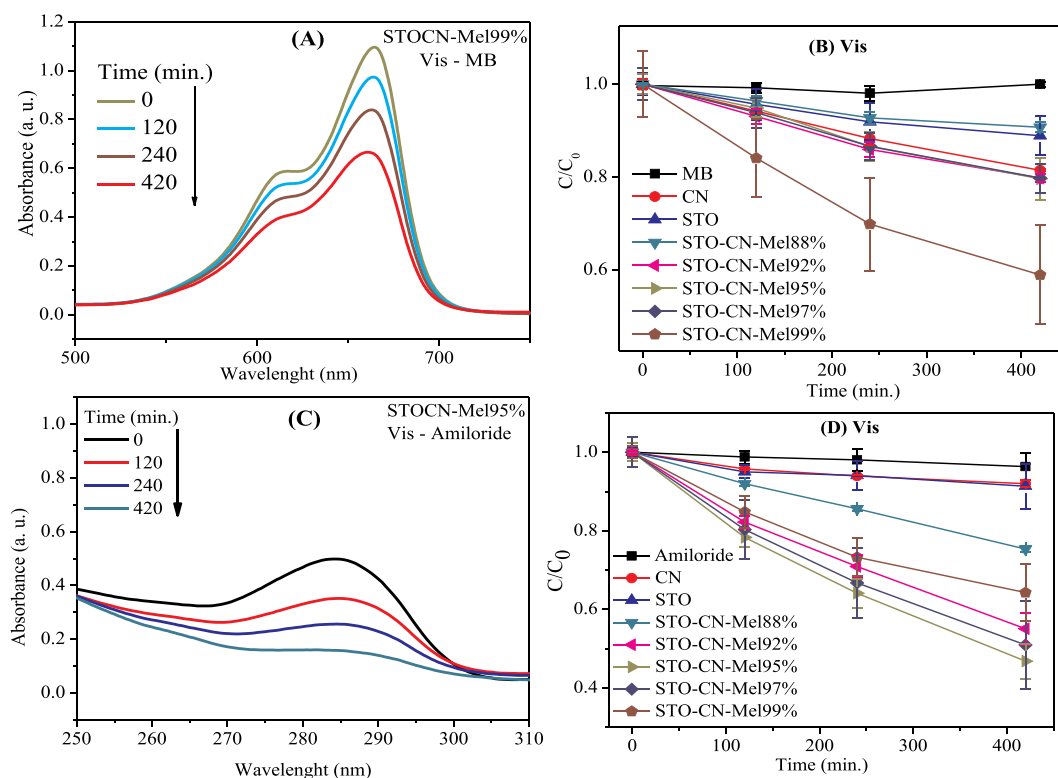 (A)
STOCN-Mel99%
Vis - MB
Time (min.)
0
120
240
420
Absorbance (a. u.)
1.2
1.0
0.8
0.6
0.4
0.2
0.0
500
600
700
Wavelenght (nm)
(B) Vis
C/C0
1.0
0.8
0.6
MB
CN
STO
STO-CN-Mel88%
STO-CN-Mel92%
STO-CN-Mel95%
STO-CN-Mel97%
STO-CN-Mel99%
0
100
200
300
400
Time (min.)
(C)
STOCN-Mel95%
Vis - Amiloride
Time (min.)
0
120
240
420
Absorbance (a. u.)
1.0
0.8
0.6
0.4
0.2
0.0
250
260
270
280
290
300
310
Wavelenght (nm)
(D) Vis
C/C0
1.0
0.8
0.6
0.4
Amiloride
CN
STO
STO-CN-Mel88%
STO-CN-Mel92%
STO-CN-Mel95%
STO-CN-Mel97%
STO-CN-Mel99%
0
100
200
300
400
Time (min.)